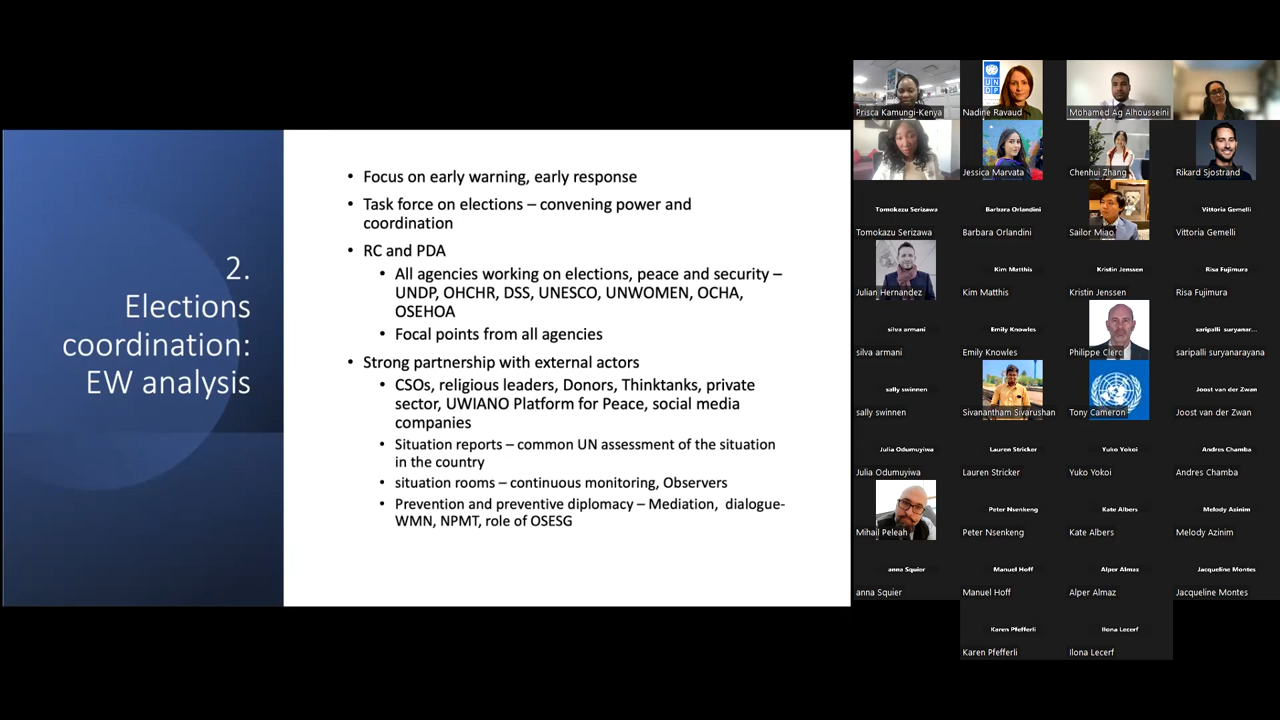 2.
Elections
coordination:
EW analysis
• Focus on early warning, early response
• Task force on elections – convening power and
coordination
• RC and PDA
• All agencies working on elections, peace and security –
UNDP, OHCHR, DSS, UNESCO, UNWOMEN, OCHA,
OSEHOA
• Focal points from all agencies
• Strong partnership with external actors
• CSOs, religious leaders, Donors, Thinktanks, private
sector, UWIANO Platform for Peace, social media
companies
• Situation reports – common UN assessment of the situation
in the country
• situation rooms – continuous monitoring, Observers
• Prevention and preventive diplomacy – Mediation, dialogue-
WMN, NPMT, role of OSESG
UN
DP
Prisca Kamungi-Kenya
Nadine Ravaud
Mohamed Ag Alhousseini
Jessica Marvata
Chenhui Zhang
Rikard Sjostrand
Tomokazu Serizawa
Barbara Orlandini
Vittoria Gemelli
Tomokazu Serizawa
Barbara Orlandini
Sailor Miao
Vittoria Gemelli
Kim Matthis
Kristin Jenssen
Risa Fujimura
Julian Hernandez
Kim Matthis
Kristin Jenssen
Risa Fujimura
silva armani
Emily Knowles
saripalli suryanar...
silva armani
Emily Knowles
Philippe Clerc
saripalli suryanarayana
sally swinnen
Joost van der Zwan
sally swinnen
Sivanantham Sivarushan
Tony Cameron
Joost van der Zwan
Julia Odumuyiwa
Lauren Stricker
Yuko Yokoi
Andres Chamba
Julia Odumuyiwa
Lauren Stricker
Yuko Yokoi
Andres Chamba
Peter Nsenkeng
Kate Albers
Melody Azinim
Mihail Peleah
Peter Nsenkeng
Kate Albers
Melody Azinim
anna Squier
Manuel Hoff
Alper Almaz
Jacqueline Montes
anna Squier
Manuel Hoff
Alper Almaz
Jacqueline Montes
Karen Pfefferli
Ilona Lecerf
Karen Pfefferli
Ilona Lecerf